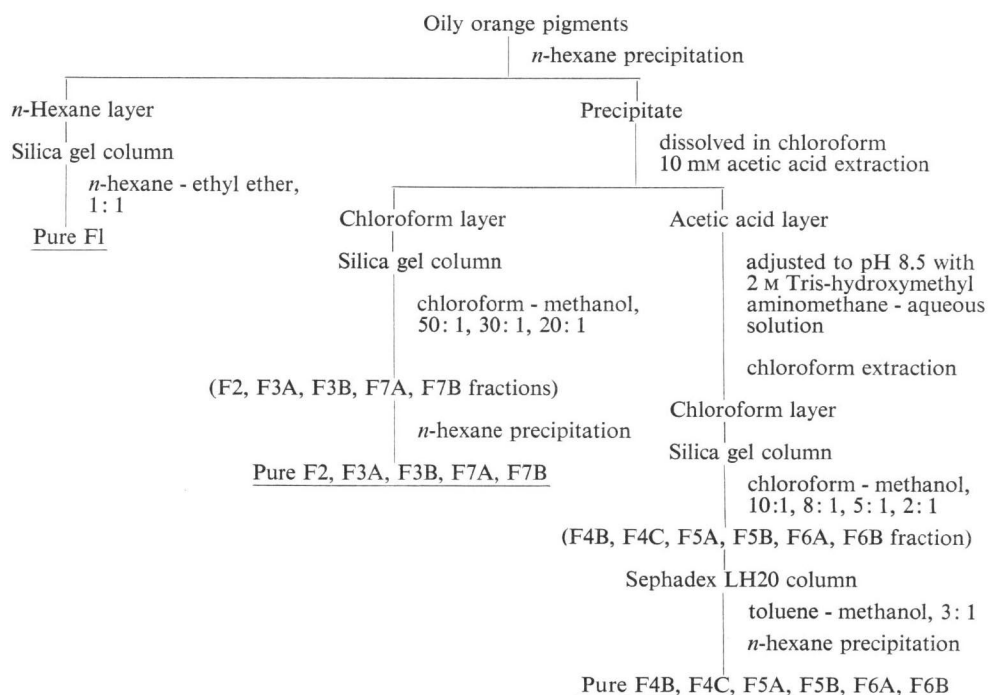 Oily orange pigments
n-hexane precipitation
n-Hexane layer
Precipitate
Silica gel column
dissolved in chloroform
10 mM acetic acid extraction
n-hexane - ethyl ether,
1: 1
Pure Fl
Chloroform layer
Acetic acid layer
Silica gel column
adjusted to pH 8.5 with
2 M Tris-hydroxymethyl
aminomethane - aqueous
solution
chloroform - methanol,
50: 1, 30: 1, 20: 1
chloroform extraction
(F2, F3A, F3B, F7A, F7B fractions)
Chloroform layer
n-hexane precipitation
Silica gel column
Pure F2, F3A, F3B, F7A, F7B
chloroform - methanol,
10:1, 8: 1, 5: 1, 2: 1
(F4B, F4C, F5A, F5B, F6A, F6B fraction)
Sephadex LH20 column
toluene - methanol, 3: 1
n-hexane precipitation
Pure F4B, F4C, F5A, F5B, F6A, F6B